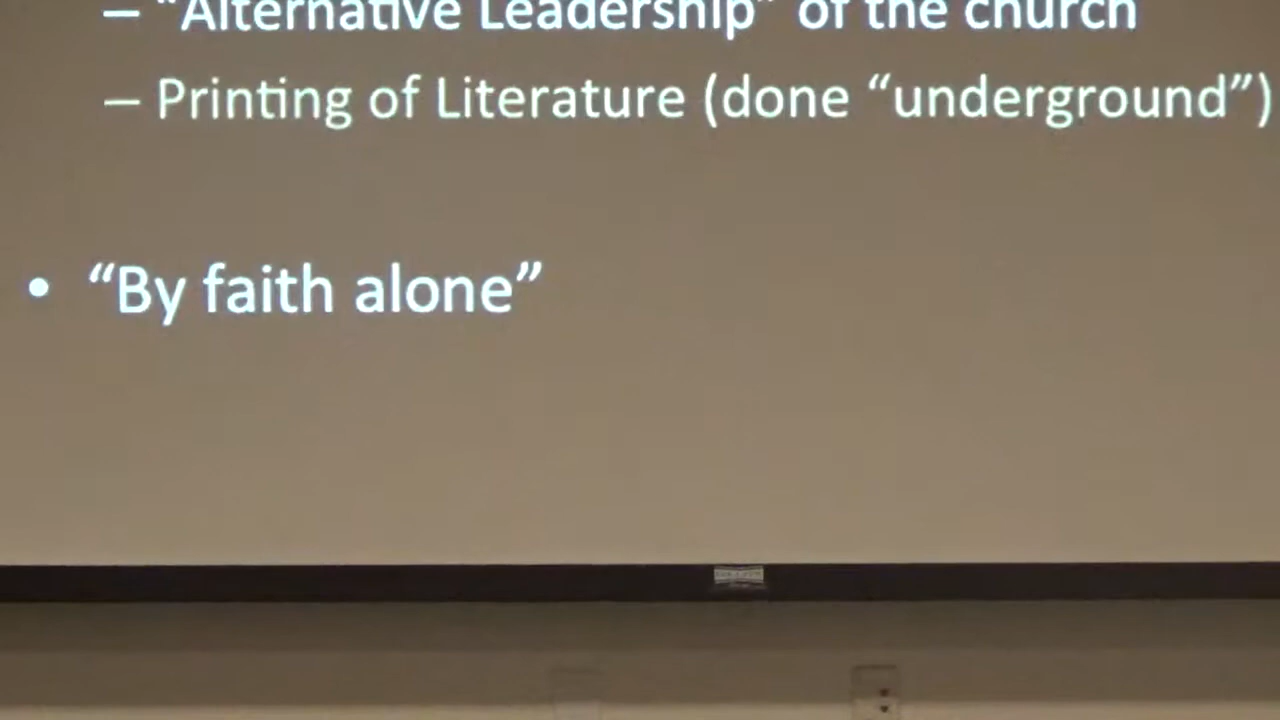 – “Alternative Leadership” of the church
– Printing of Literature (done “underground”)
• “By faith alone”